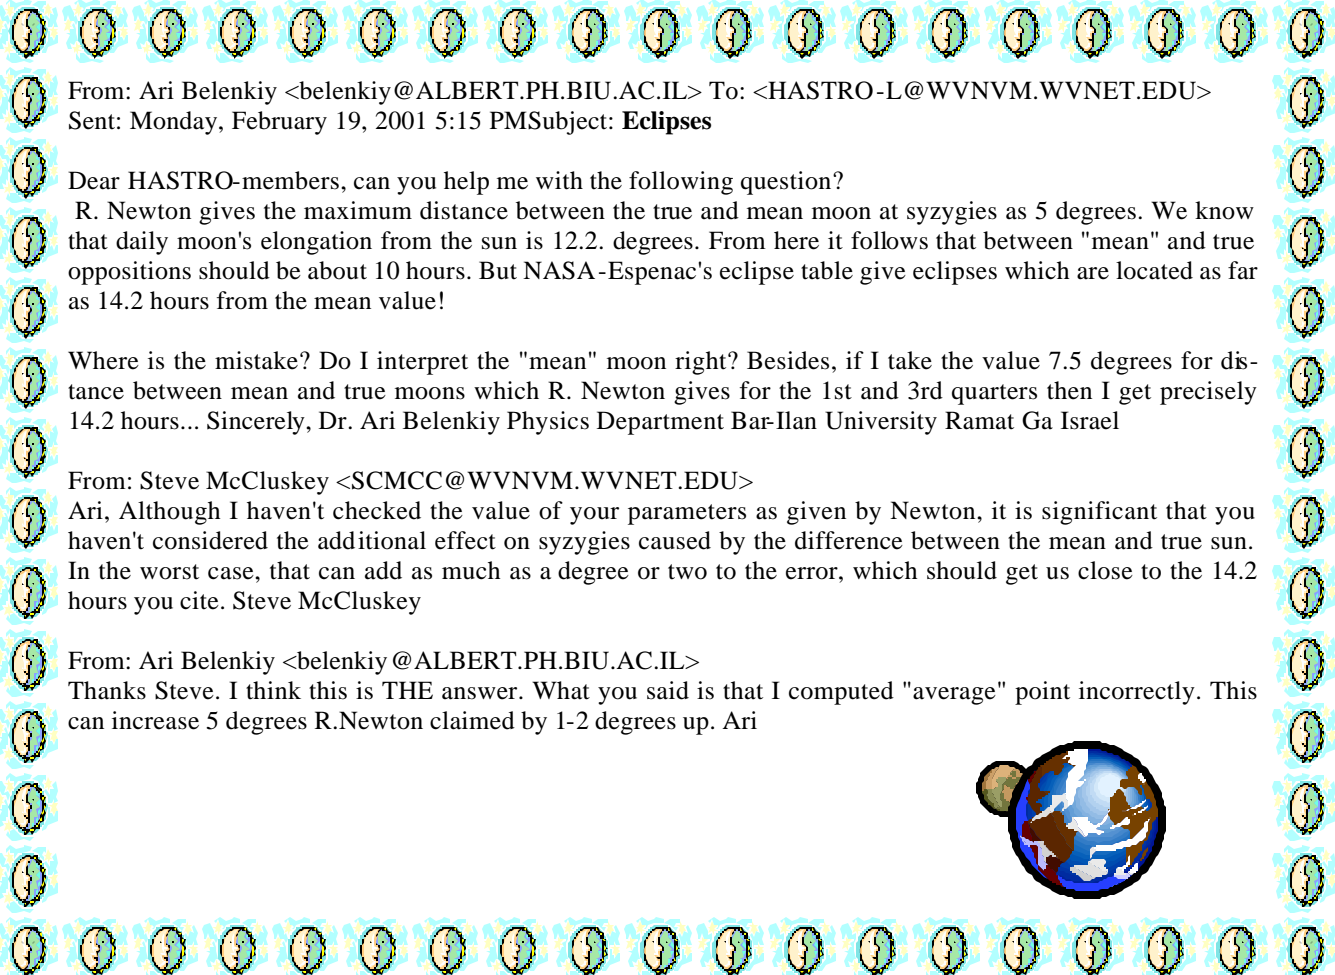 From: Ari Belenkiy <belenkiy@ALBERT.PH.BIU.AC.IL> To: <HASTRO-L@WVNVM.WVNET.EDU>
Sent: Monday, February 19, 2001 5:15 PMSubject: Eclipses
Dear HASTRO-members, can you help me with the following question?
R. Newton gives the maximum distance between the true and mean moon at syzygies as 5 degrees. We know
that daily moon's elongation from the sun is 12.2. degrees. From here it follows that between "mean" and true
oppositions should be about 10 hours. But NASA-Espenac's eclipse table give eclipses which are located as far
as 14.2 hours from the mean value!
Where is the mistake? Do I interpret the "mean" moon right? Besides, if I take the value 7.5 degrees for dis-
tance between mean and true moons which R. Newton gives for the 1st and 3rd quarters then I get precisely
14.2 hours... Sincerely, Dr. Ari Belenkiy Physics Department Bar-Ilan University Ramat Ga Israel
From: Steve McCluskey <SCMCC@WVNVM.WVNET.EDU>
Ari, Although I haven't checked the value of your parameters as given by Newton, it is significant that you
haven't considered the additional effect on syzygies caused by the difference between the mean and true sun.
In the worst case, that can add as much as a degree or two to the error, which should get us close to the 14.2
hours you cite. Steve McCluskey
From: Ari Belenkiy <belenkiy@ALBERT.PH.BIU.AC.IL>
Thanks Steve. I think this is THE answer. What you said is that I computed "average" point incorrectly. This
can increase 5 degrees R.Newton claimed by 1-2 degrees up. Ari